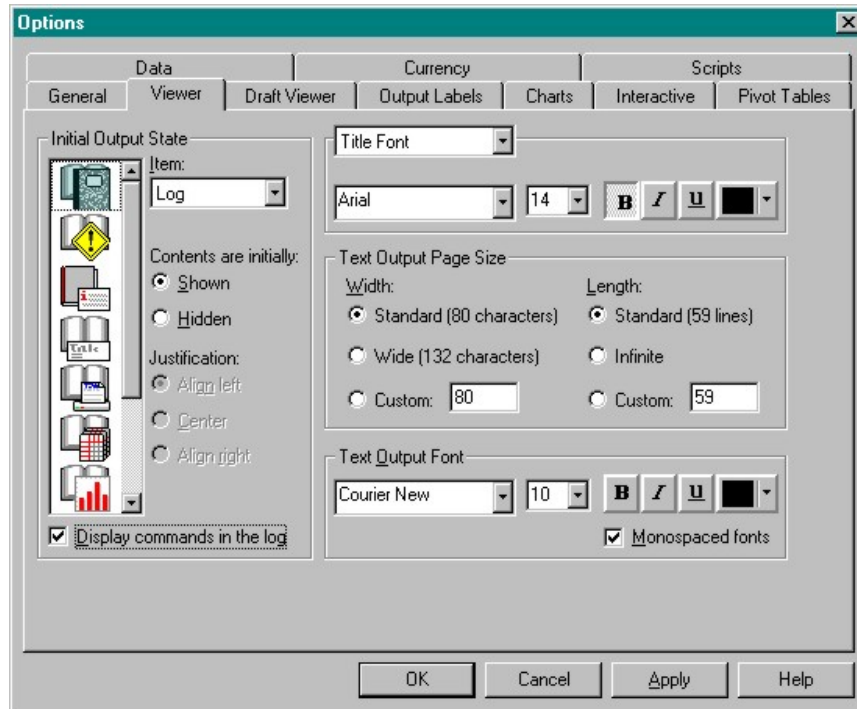 Options
Data
Currency
Scripts
General
Viewer
Draft Viewer
Output Labels
Charts
Interactive
Pivot Tables
Initial Output State
Item:
Log
Contents are initially:
Shown
Hidden
Justification:
Align left
Center
Align right
Title
Display commands in the log
Title Font
Arial
14
B I U
Text Output Page Size
Width:
Standard (80 characters)
Wide (132 characters)
Custom: 80
Length:
Standard (59 lines)
Infinite
Custom: 59
Text Output Font
Courier New
10
B I U
Monospaced fonts
OK
Cancel
Apply
Help